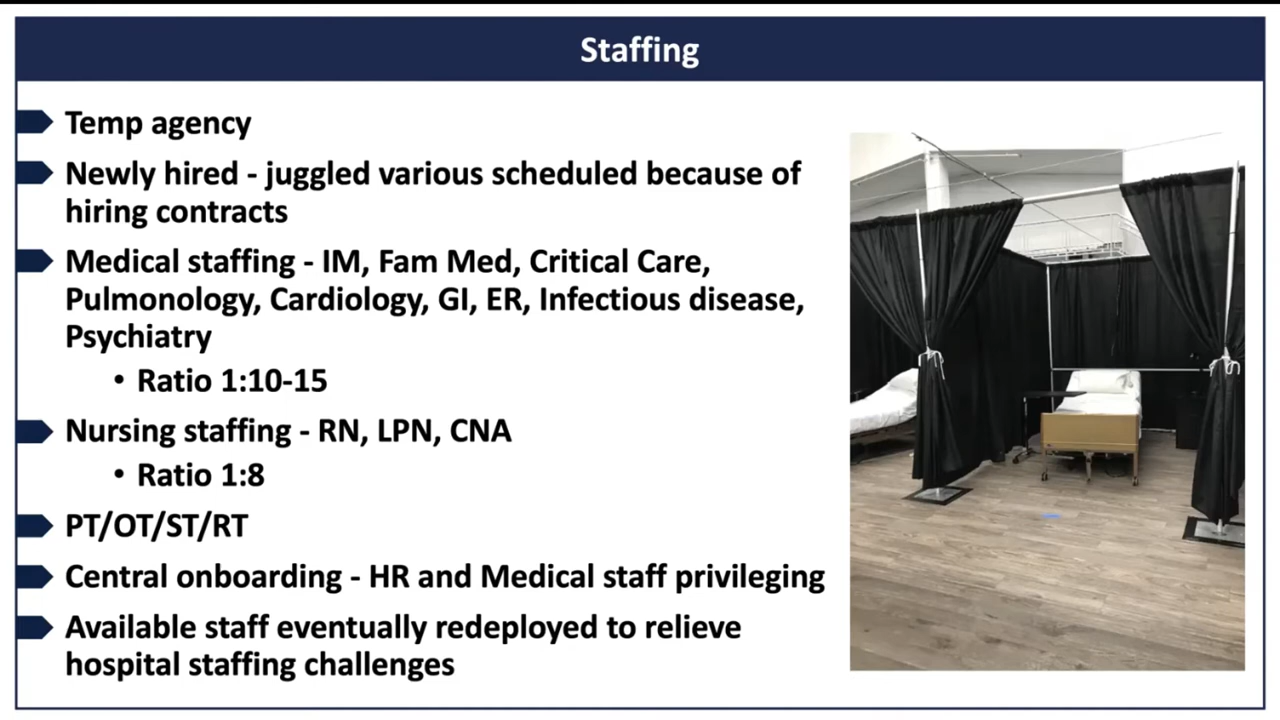 Staffing
Temp agency
Newly hired - juggled various scheduled because of
hiring contracts
Medical staffing - IM, Fam Med, Critical Care,
Pulmonology, Cardiology, GI, ER, Infectious disease,
Psychiatry
• Ratio 1:10-15
Nursing staffing - RN, LPN, CNA
• Ratio 1:8
PT/OT/ST/RT
Central onboarding - HR and Medical staff privileging
Available staff eventually redeployed to relieve
hospital staffing challenges